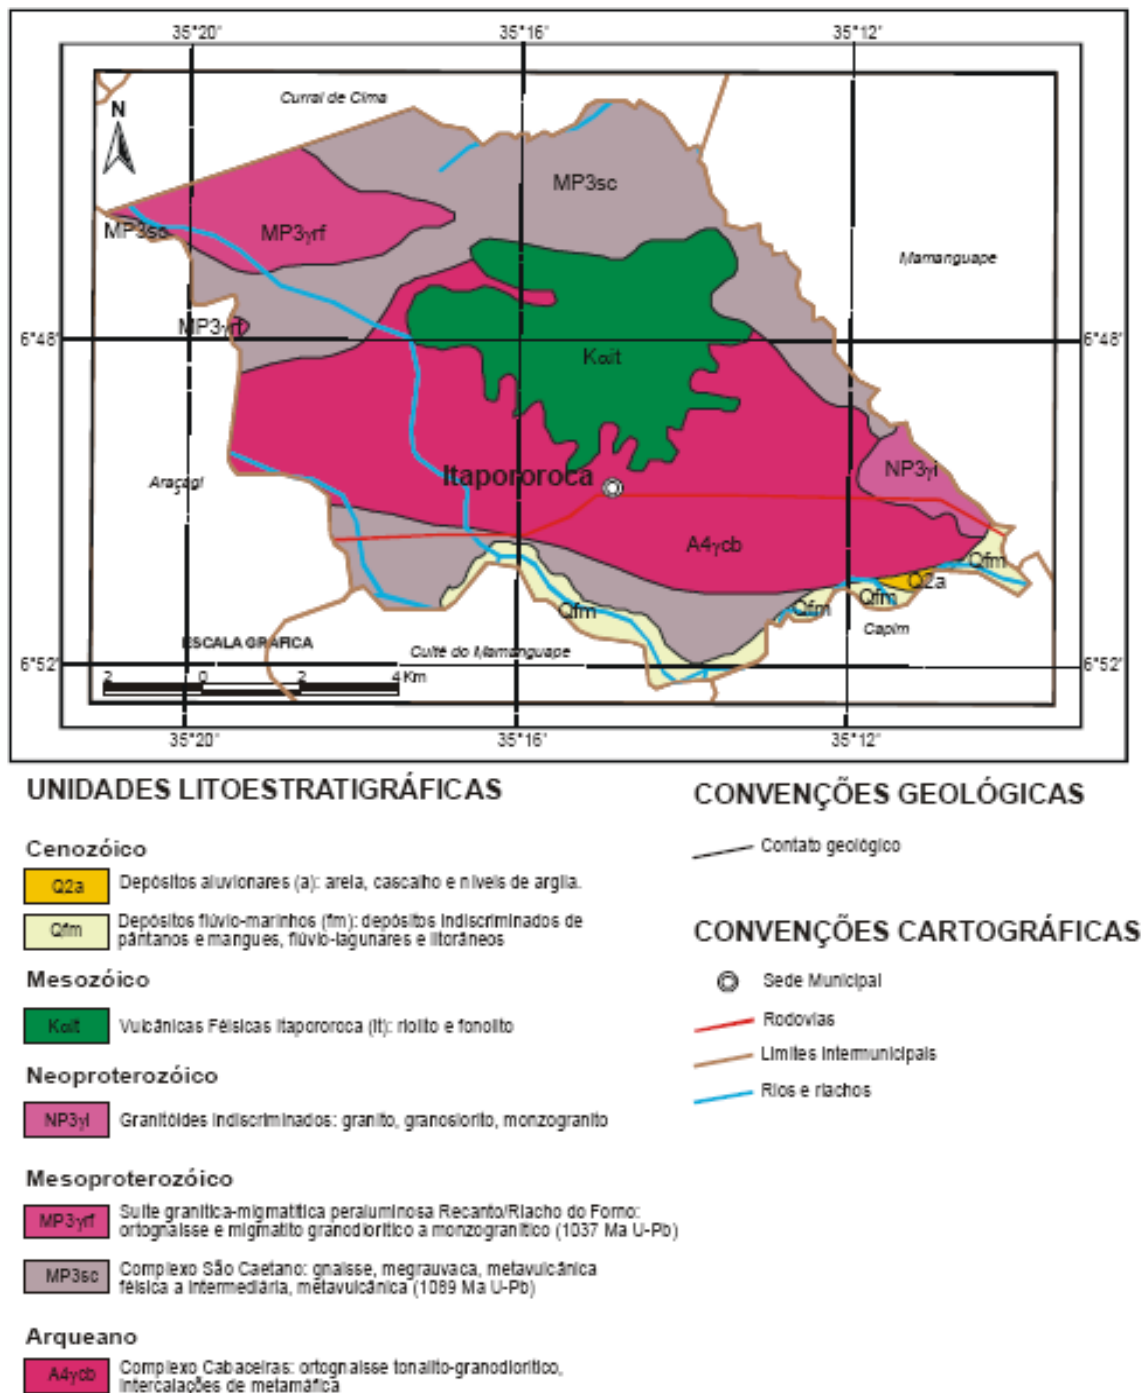 35°20' 35°16' 35°12'
Curral de Cima
N
MP3sc
MP3sc
MP3γrf
Mamanguape
MP3γrf
6°48' 6°48'
Kαit
Itapororoca
NP3γi
Araçagi
A4γcb
Qfm
Q2a
Qfm
Qfm
Qfm
Capim
ESCALA GRAFICA
Cuité do Mamanguape
6°52' 6°52'
2 0 2 4 Km
35°20' 35°16' 35°12'
UNIDADES LITOESTRATIGRÁFICAS
Cenozóico
Q2a Depósitos aluvionares (a): areia, cascalho e níveis de argila.
Qfm Depósitos flúvio-marinhos (fm): depósitos indiscriminados de
pântanos e mangues, flúvio-lagunares e litorâneos
Mesozóico
Kαit Vulcânicas Félsicas Itapororoca (it): riolito e fonolito
Neoproterozóico
NP3γi Granitóides indiscriminados: granito, granosiorito, monzogranito
Mesoproterozóico
MP3γrf Suite granítica-migmatítica peraluminosa Recanto/Riacho do Forno:
ortognaisse e migmatito granodiorítico a monzogranítico (1037 Ma U-Pb)
MP3sc Complexo São Caetano: gnaisse, megrauvaca, metavulcânica
félsica a intermediária, metavulcânica (1089 Ma U-Pb)
Arqueano
A4γcb Complexo Cabaceiras: ortognaisse tonalito-granodiorítico,
intercalações de metamáfica
CONVENÇÕES GEOLÓGICAS
Contato geológico
CONVENÇÕES CARTOGRÁFICAS
Sede Municipal
Rodovias
Limites Intermunicipais
Rios e riachos